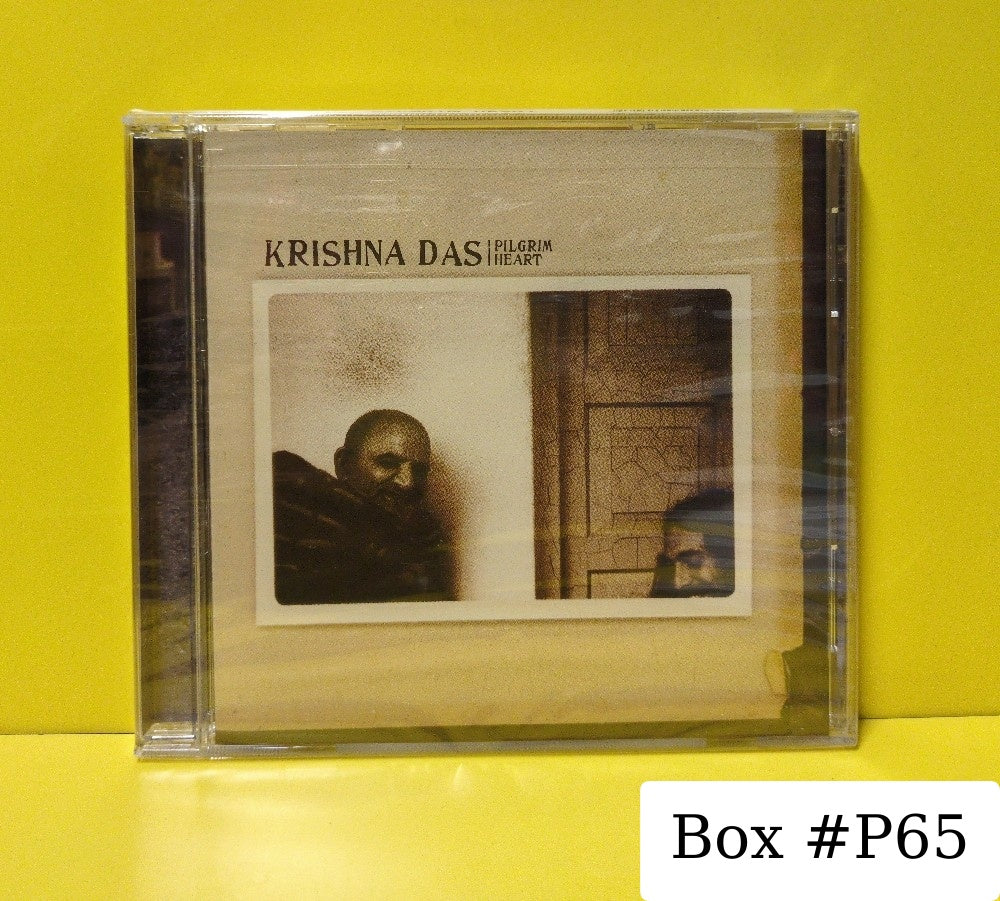 KRISHNA DAS
PILGRIM
HEART
Box #P65